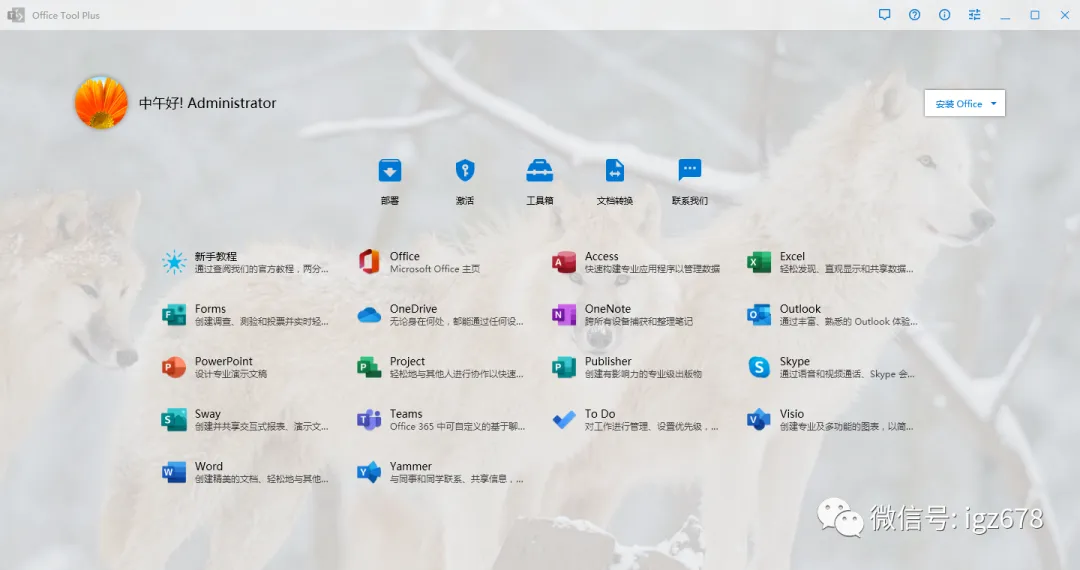 Office Tool Plus
中午好! Administrator
安装 Office
部署
激活
工具箱
文档转换
联系我们
新手教程
通过查阅我们的官方教程，两分...
Office
Microsoft Office 主页
Access
快速构建专业应用程序以管理数据
Excel
轻松发现、直观显示和共享数据...
Forms
创建调查、测验和投票并实时轻...
OneDrive
无论身在何处，都能通过任何设...
OneNote
跨所有设备捕获和整理笔记
Outlook
通过丰富、熟悉的 Outlook 体验...
PowerPoint
设计专业演示文稿
Project
轻松地与其他人进行协作以快速...
Publisher
创建有影响力的专业级出版物
Skype
通过语音和视频通话、Skype 会...
Sway
创建并共享交互式报表、演示文...
Teams
Office 365 中可自定义的基于聊...
To Do
对工作进行管理、设置优先级，...
Visio
创建专业及多功能的图表，以简...
Word
创建精美的文档、轻松地与其他...
Yammer
与同事和同学联系、共享信息，...
微信号: igz678